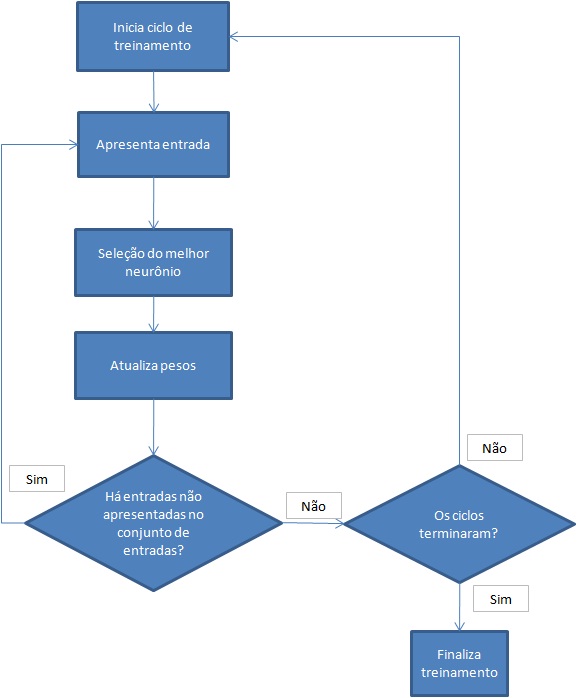 Inicia ciclo de
treinamento
Apresenta entrada
Seleção do melhor
neurônio
Atualiza pesos
Sim
Há entradas não
apresentadas no
conjunto de
entradas?
Não
Não
Os ciclos
terminaram?
Sim
Finaliza
treinamento